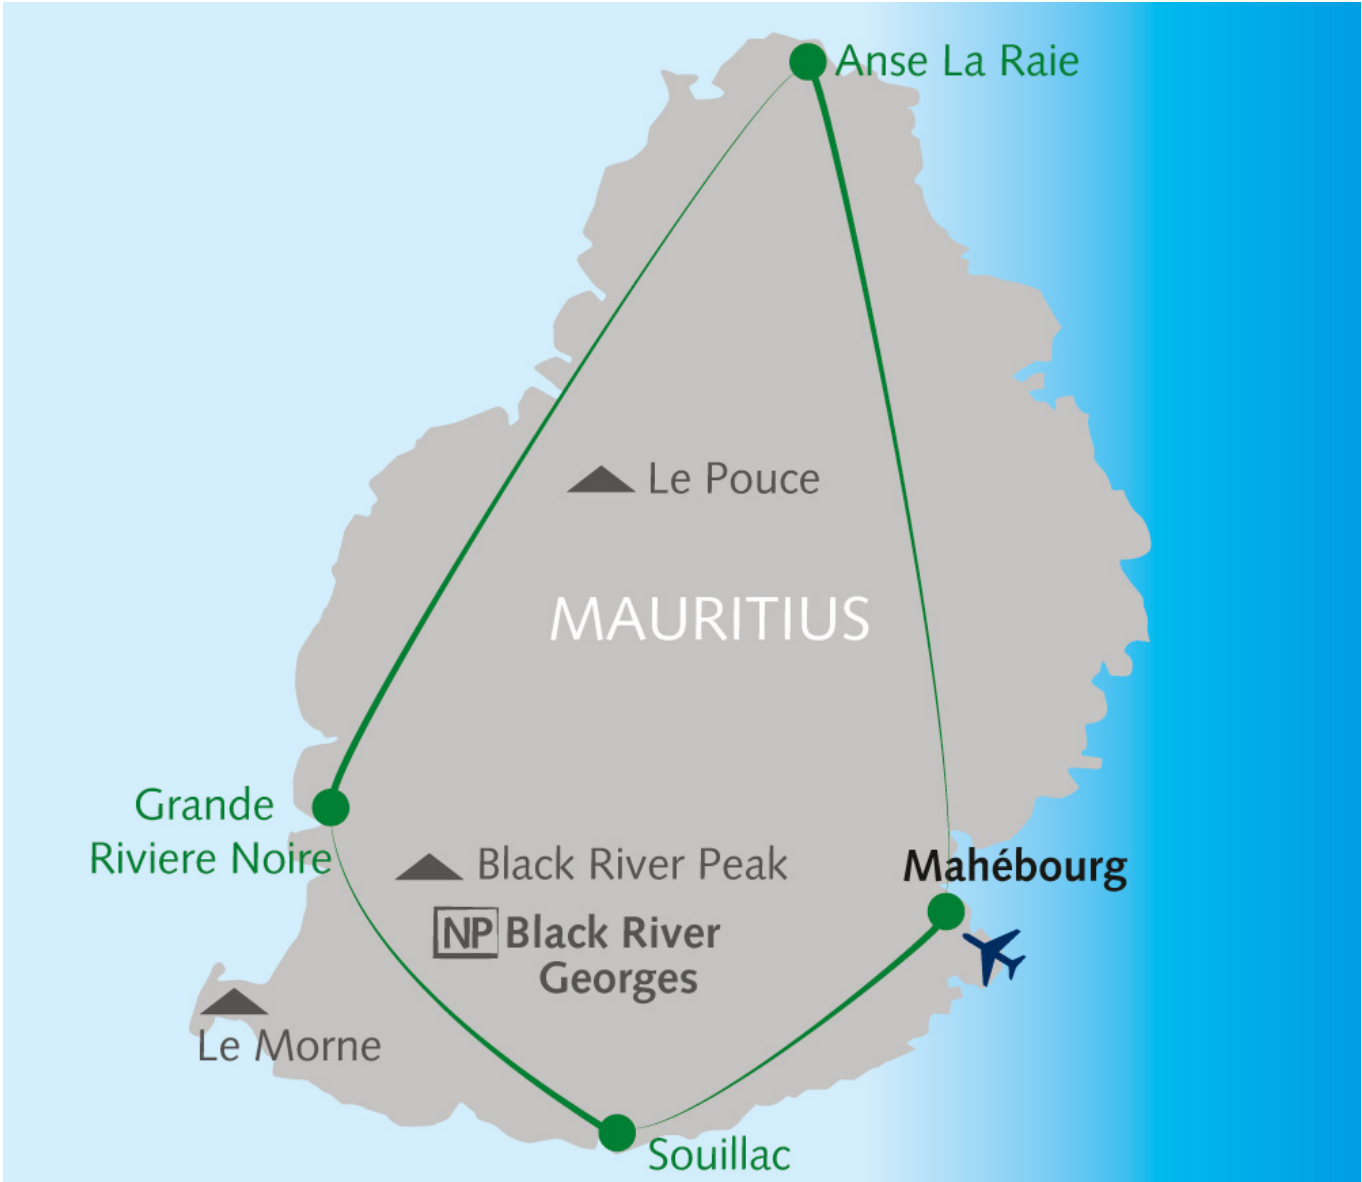 Anse La Raie
Le Pouce
MAURITIUS
Grande
Riviere Noire
Black River Peak
Mahébourg
NP Black River
Georges
Le Morne
Souillac